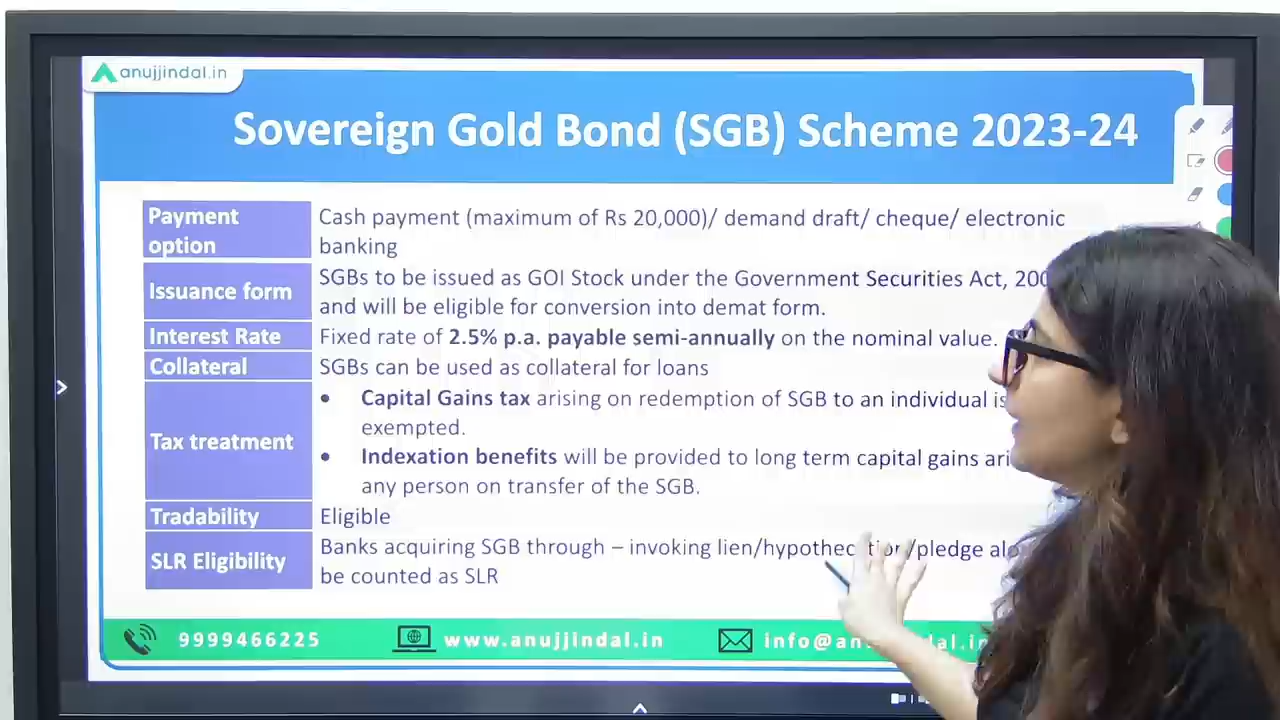 anujjindal.in
Sovereign Gold Bond (SGB) Scheme 2023-24
Payment
option
Cash payment (maximum of Rs 20,000)/ demand draft/ cheque/ electronic
banking
Issuance form
SGBs to be issued as GOI Stock under the Government Securities Act,
and will be eligible for conversion into demat form.
Interest Rate
Fixed rate of 2.5% p.a. payable semi-annually on the nominal value.
Collateral
SGBs can be used as collateral for loans
Tax treatment
• Capital Gains tax arising on redemption of SGB to an individual is
exempted.
• Indexation benefits will be provided to long term capital gains
any person on transfer of the SGB.
Tradability
Eligible
SLR Eligibility
Banks acquiring SGB through – invoking lien/hypothecation/pledge
be counted as SLR
9999466225
www.anujjindal.in